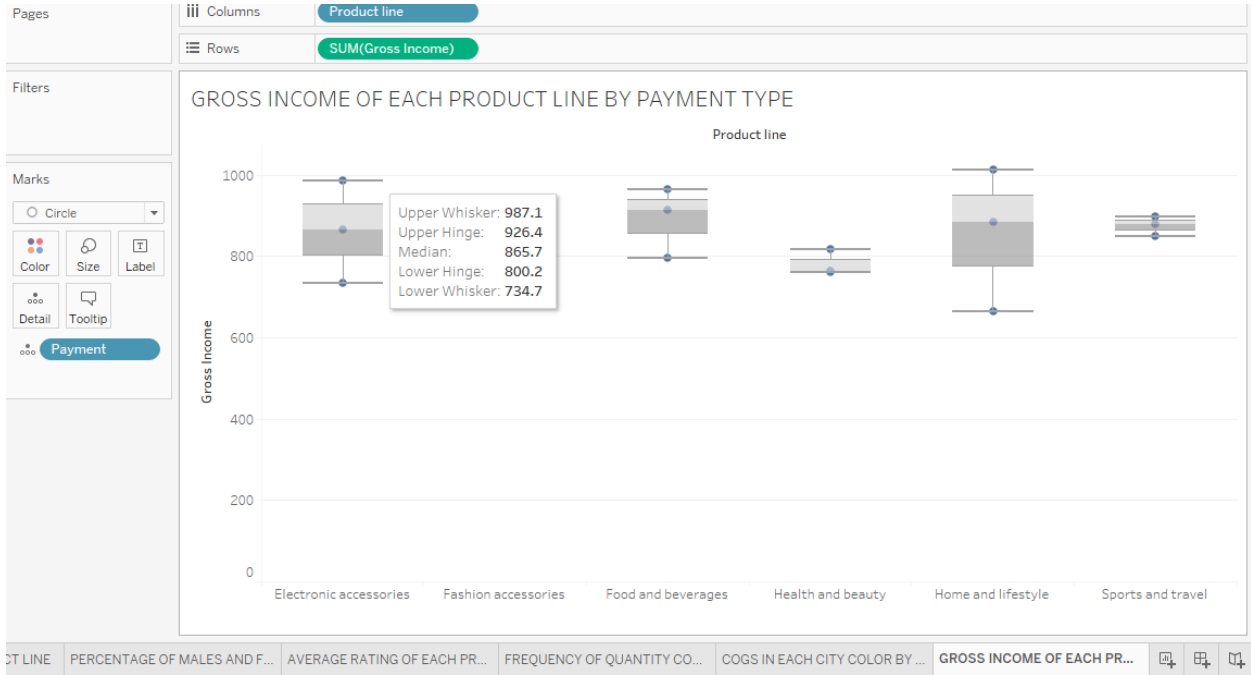 Pages
Columns
Product line
Rows
SUM(Gross Income)
Filters
GROSS INCOME OF EACH PRODUCT LINE BY PAYMENT TYPE
Product line
Marks
Circle
Color
Size
Label
Detail
Tooltip
Payment
Gross Income
1000
800
600
400
200
0
Upper Whisker: 987.1
Upper Hinge: 926.4
Median: 865.7
Lower Hinge: 800.2
Lower Whisker: 734.7
Electronic accessories
Fashion accessories
Food and beverages
Health and beauty
Home and lifestyle
Sports and travel
CT LINE
PERCENTAGE OF MALES AND F...
AVERAGE RATING OF EACH PR...
FREQUENCY OF QUANTITY CO...
COGS IN EACH CITY COLOR BY ...
GROSS INCOME OF EACH PR...